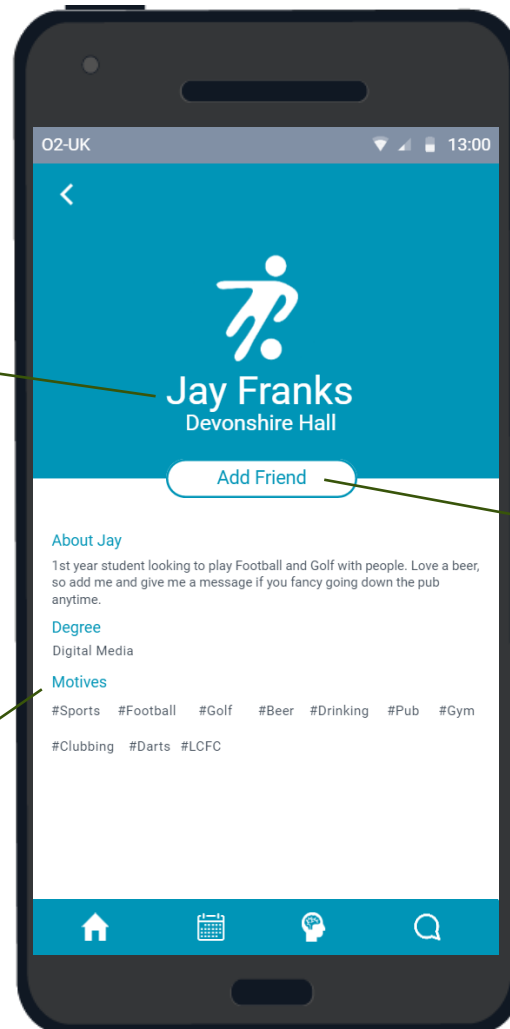 O2-UK 13:00
Jay Franks
Devonshire Hall
Add Friend
About Jay
1st year student looking to play Football and Golf with people. Love a beer,
so add me and give me a message if you fancy going down the pub
anytime.
Degree
Digital Media
Motives
#Sports #Football #Golf #Beer #Drinking #Pub #Gym
#Clubbing #Darts #LCFC